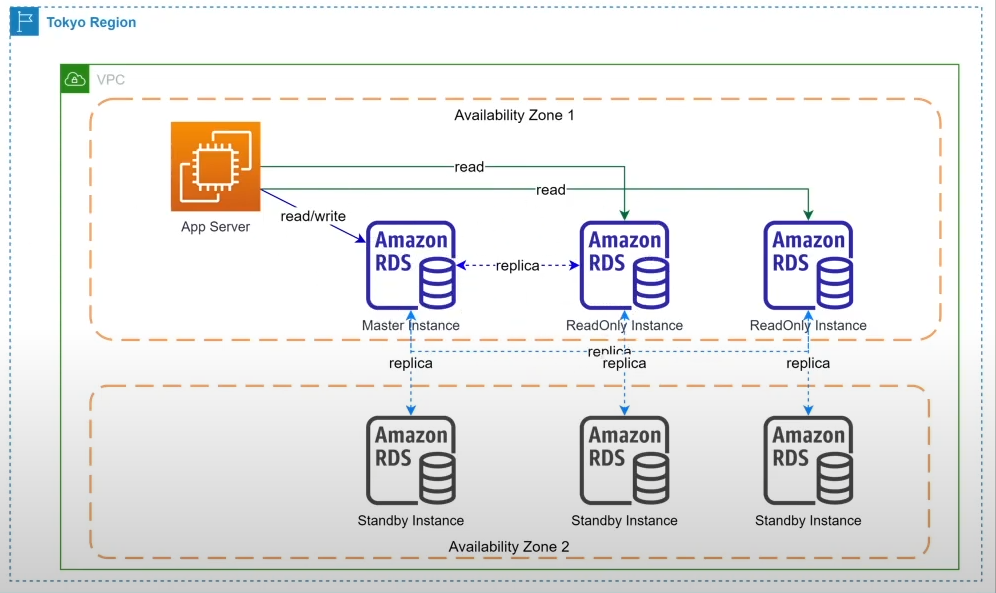 Tokyo Region
VPC
Availability Zone 1
read
read
read/write
App Server
Amazon
RDS
Amazon
RDS
Amazon
RDS
replica
Master Instance
ReadOnly Instance
ReadOnly Instance
replica
replica
replica
replica
Amazon
RDS
Amazon
RDS
Amazon
RDS
Standby Instance
Standby Instance
Standby Instance
Availability Zone 2